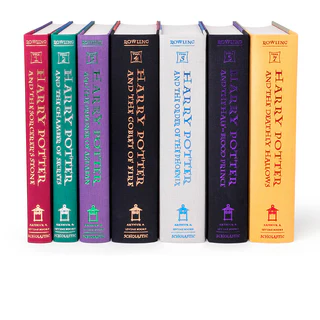 ROWLING
HARRY POTTER
AND THE SORCERER'S STONE
SCHOLASTIC
ROWLING
2
HARRY POTTER
AND THE CHAMBER OF SECRETS
SCHOLASTIC
ROWLING
HARRY POTTER
SCHOLASTIC
ROWLING
4
HARRY POTTER
AND THE GOBLET OF FIRE
SCHOLASTIC
ROWLING
HARRY POTTER
AND THE ORDER OF THE PHOENIX
SCHOLASTIC
ROWLING
HARRY POTTER
AND THE HALF-BLOOD PRINCE
SCHOLASTIC
ROWLING
7
HARRY POTTER
AND THE DEATHLY HALLOWS
SCHOLASTIC